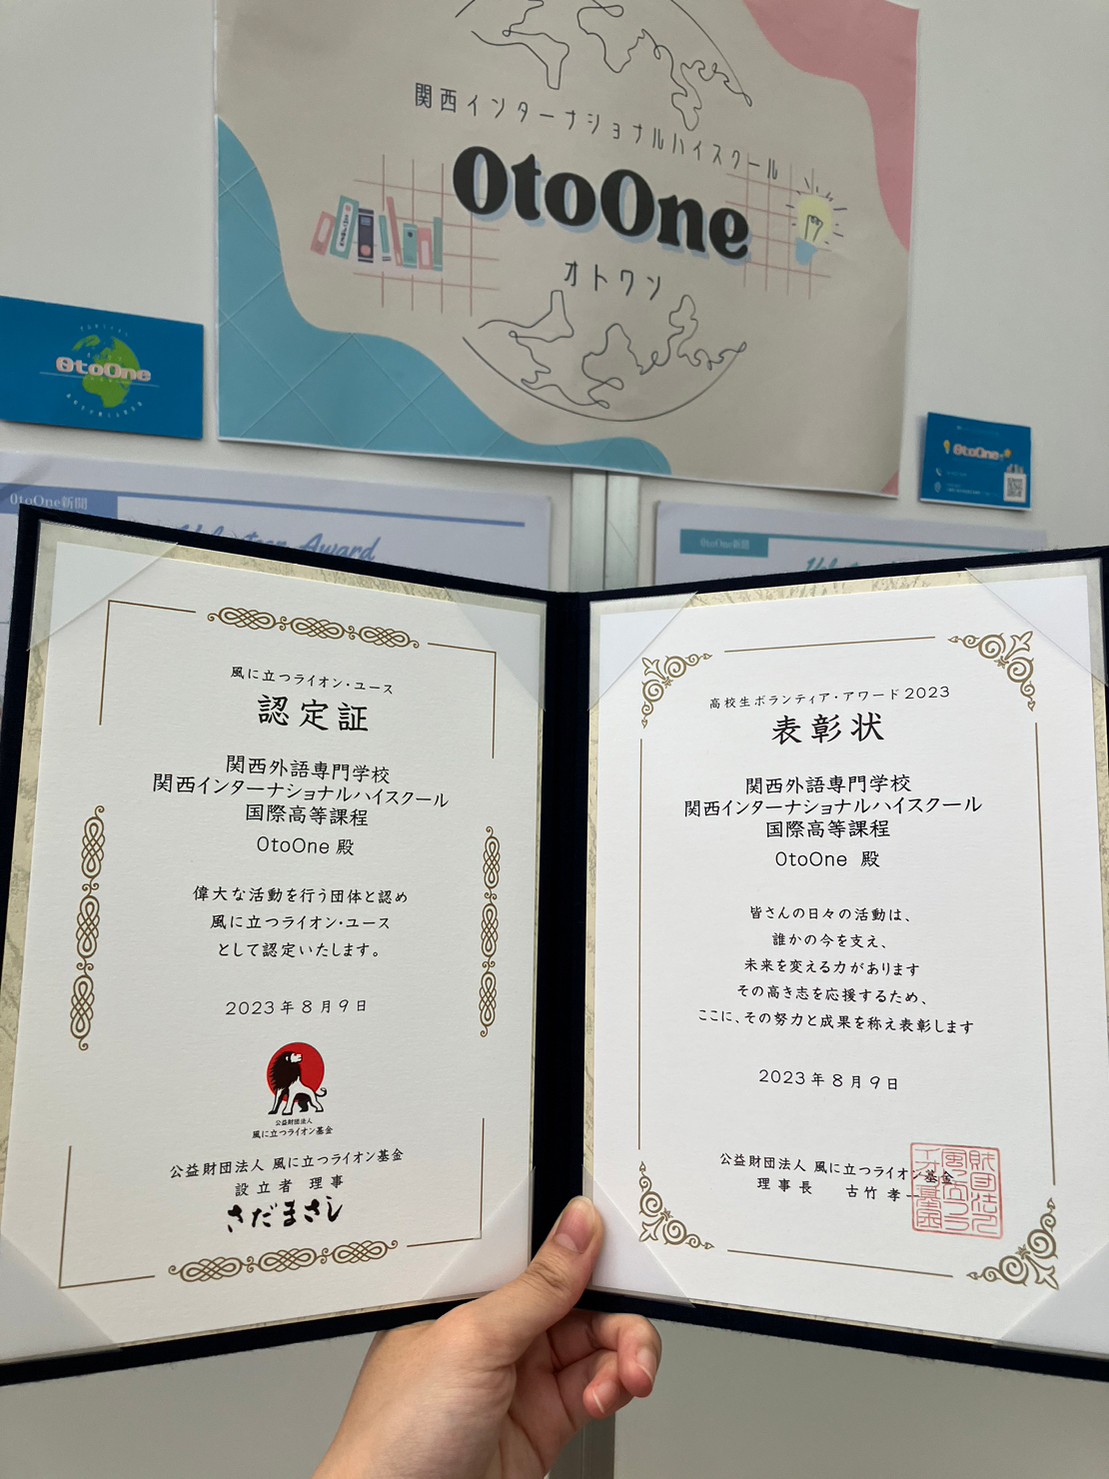 関西インターナショナルハイスクール
0toOne
オトワン
0toOne
0toOne
0toOne新聞
Award
0toOne新聞
風に立つライオン・ユース
認定証
関西外語専門学校
関西インターナショナルハイスクール
国際高等課程
0toOne 殿
偉大な活動を行う団体と認め
風に立つライオン・ユース
として認定いたします。
2023年8月9日
公益財団法人
風に立つライオン基金
公益財団法人 風に立つライオン基金
設立者 理事
さだまさし
高校生ボランティア・アワード2023
表彰状
関西外語専門学校
関西インターナショナルハイスクール
国際高等課程
0toOne 殿
皆さんの日々の活動は、
誰かの今を支え、
未来を変える力があります
その高き志を応援するため、
ここに、その努力と成果を称え表彰します
2023年8月9日
公益財団法人 風に立つライオン基金
理事長 古竹孝一